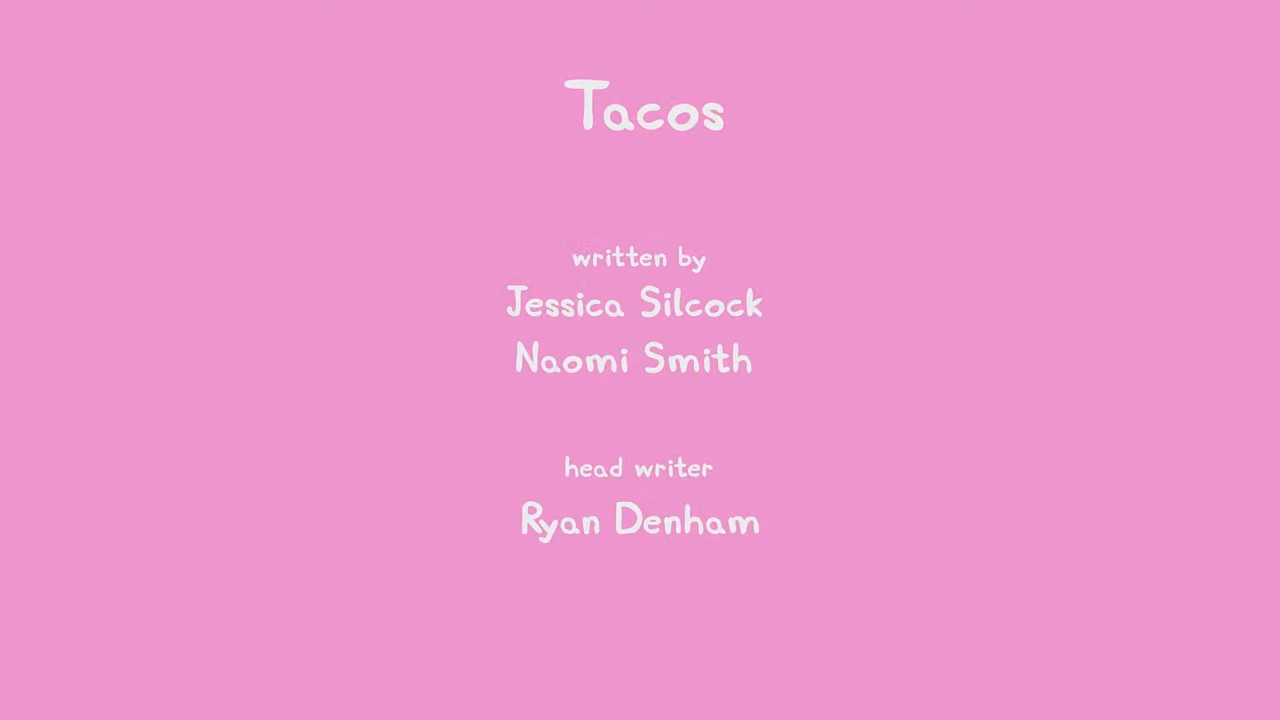 Tacos
written by
Jessica Silcock
Naomi Smith
head writer
Ryan Denham